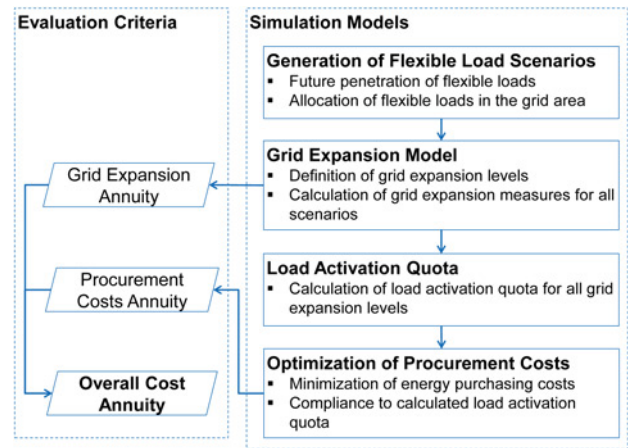 Evaluation Criteria
Simulation Models
Generation of Flexible Load Scenarios
▪ Future penetration of flexible loads
▪ Allocation of flexible loads in the grid area
Grid Expansion Model
▪ Definition of grid expansion levels
▪ Calculation of grid expansion measures for all
scenarios
Grid Expansion
Annuity
Load Activation Quota
▪ Calculation of load activation quota for all grid
expansion levels
Procurement
Costs Annuity
Optimization of Procurement Costs
▪ Minimization of energy purchasing costs
▪ Compliance to calculated load activation
quota
Overall Cost
Annuity